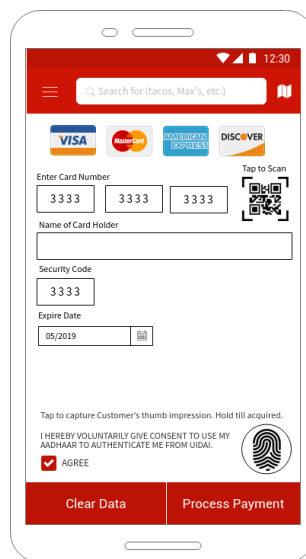 12:30
Search for (tacos, Max's, etc.)
VISA MasterCard AMERICAN EXPRESS DISCOVER
Enter Card Number
Tap to Scan
3333 3333 3333
Name of Card Holder
Security Code
3333
Expire Date
05/2019
Tap to capture Customer's thumb impression. Hold till acquired.
I HEREBY VOLUNTARILY GIVE CONSENT TO USE MY
AADHAAR TO AUTHENTICATE ME FROM UIDAI.
AGREE
Clear Data Process Payment